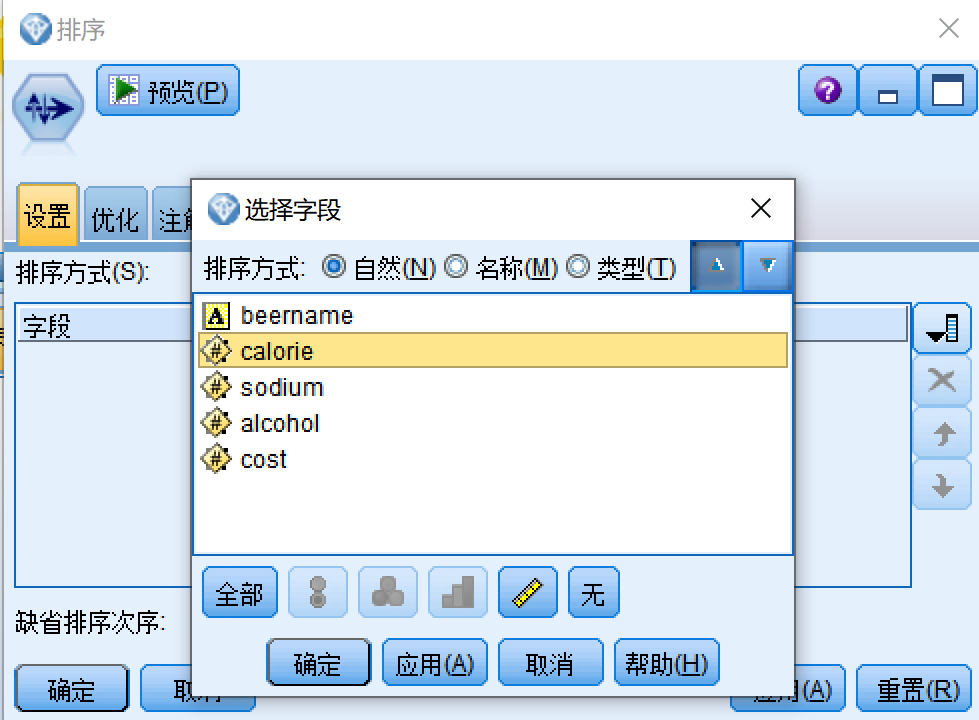 排序
预览(P)
设置 优化
选择字段
排序方式(S):
排序方式: 自然(N) 名称(M) 类型(T)
字段
beername
calorie
sodium
alcohol
cost
全部 无
缺省排序次序:
确定 应用(A) 取消 帮助(H)
确定 (A) 重置(R)